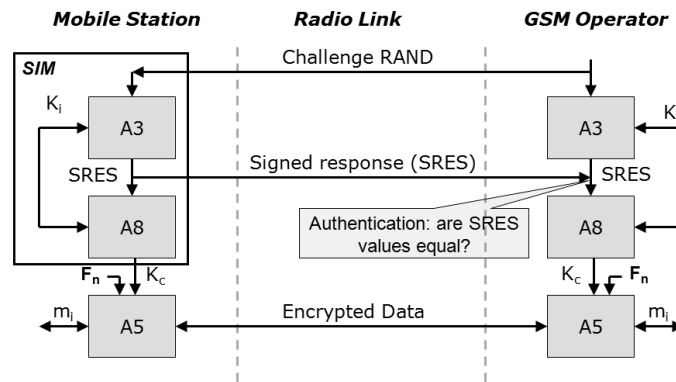 Mobile Station Radio Link GSM Operator
SIM
Challenge RAND
Ki
A3 A3 K
SRES Signed response (SRES) SRES
Authentication: are SRES
values equal?
A8 A8
Fn Kc Kc Fn
mi A5 Encrypted Data A5 mi